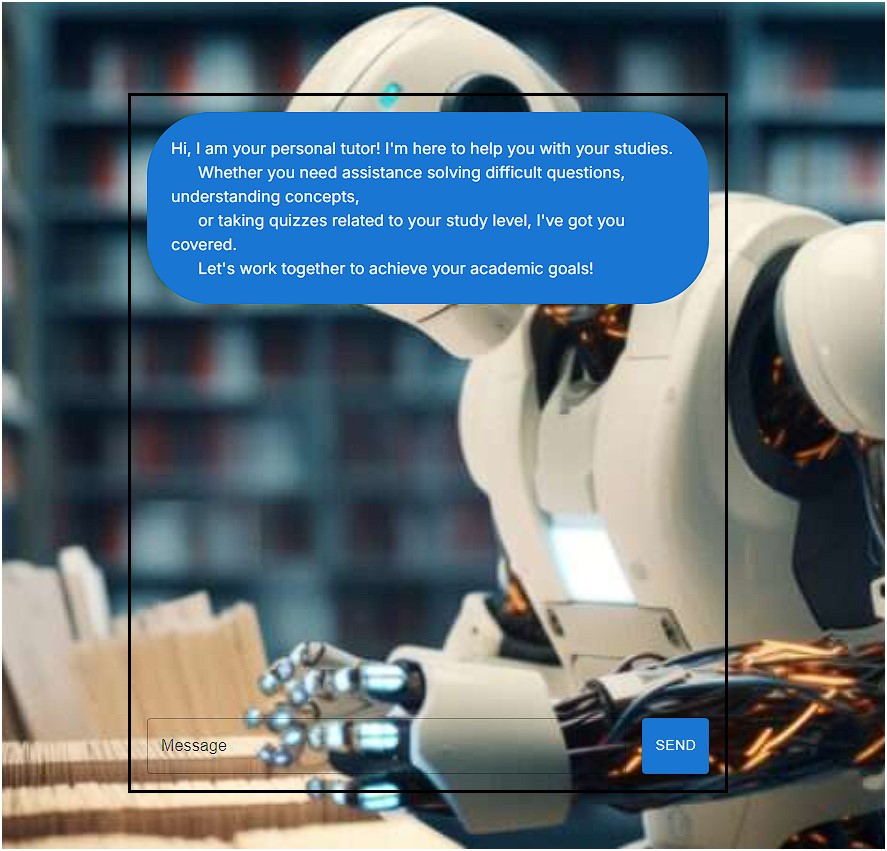 Hi, I am your personal tutor! I'm here to help you with your studies.
Whether you need assistance solving difficult questions,
understanding concepts,
or taking quizzes related to your study level, I've got you
covered.
Let's work together to achieve your academic goals!
Message
SEND